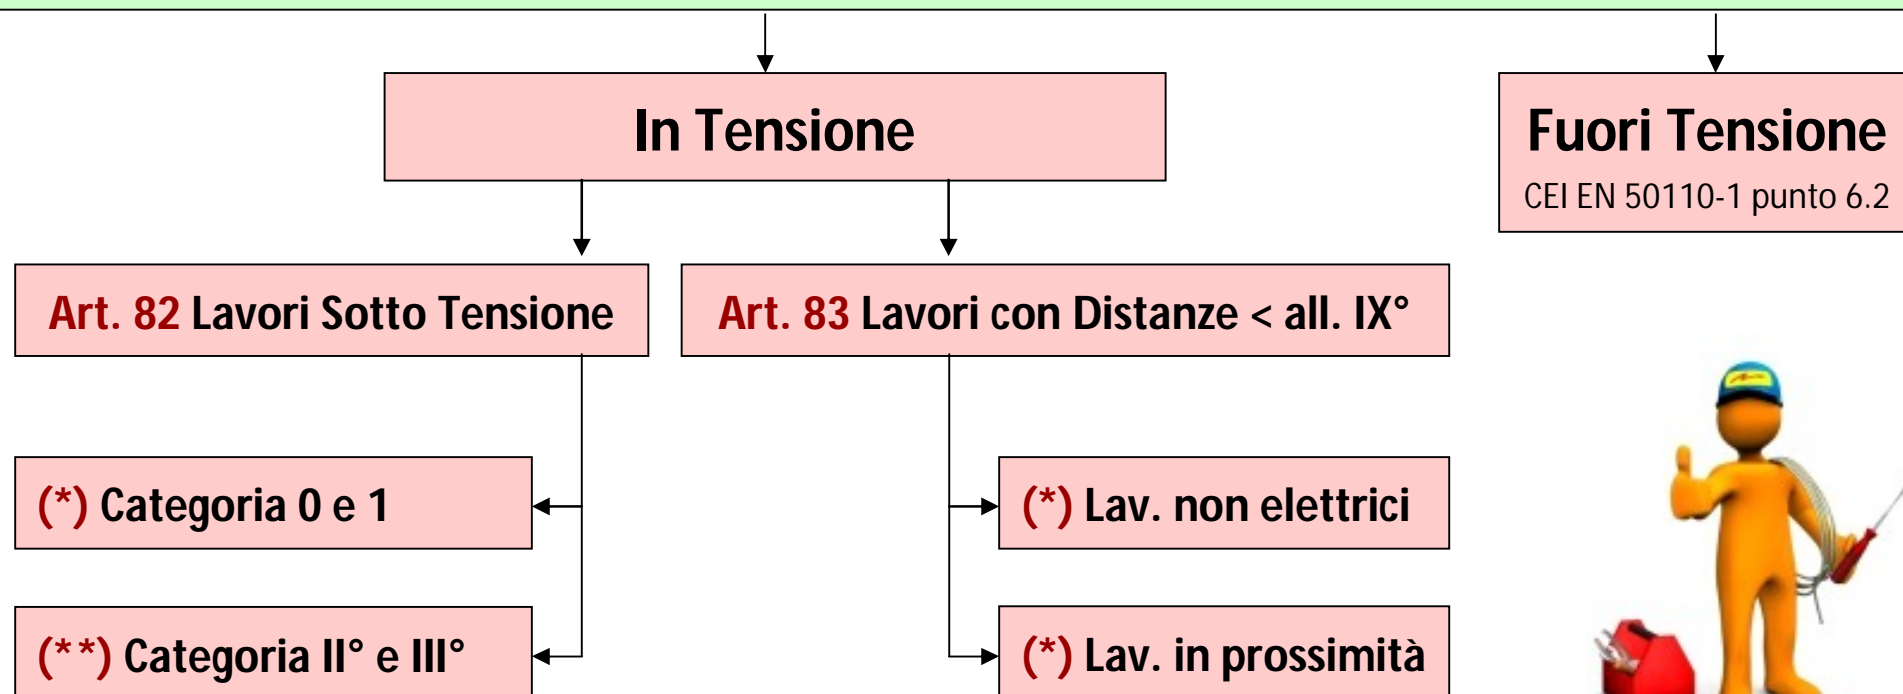 In Tensione
Fuori Tensione
CEI EN 50110-1 punto 6.2
Art. 82 Lavori Sotto Tensione
Art. 83 Lavori con Distanze < all. IX°
(*) Categoria 0 e 1
(*) Lav. non elettrici
(**) Categoria II° e III°
(*) Lav. in prossimità